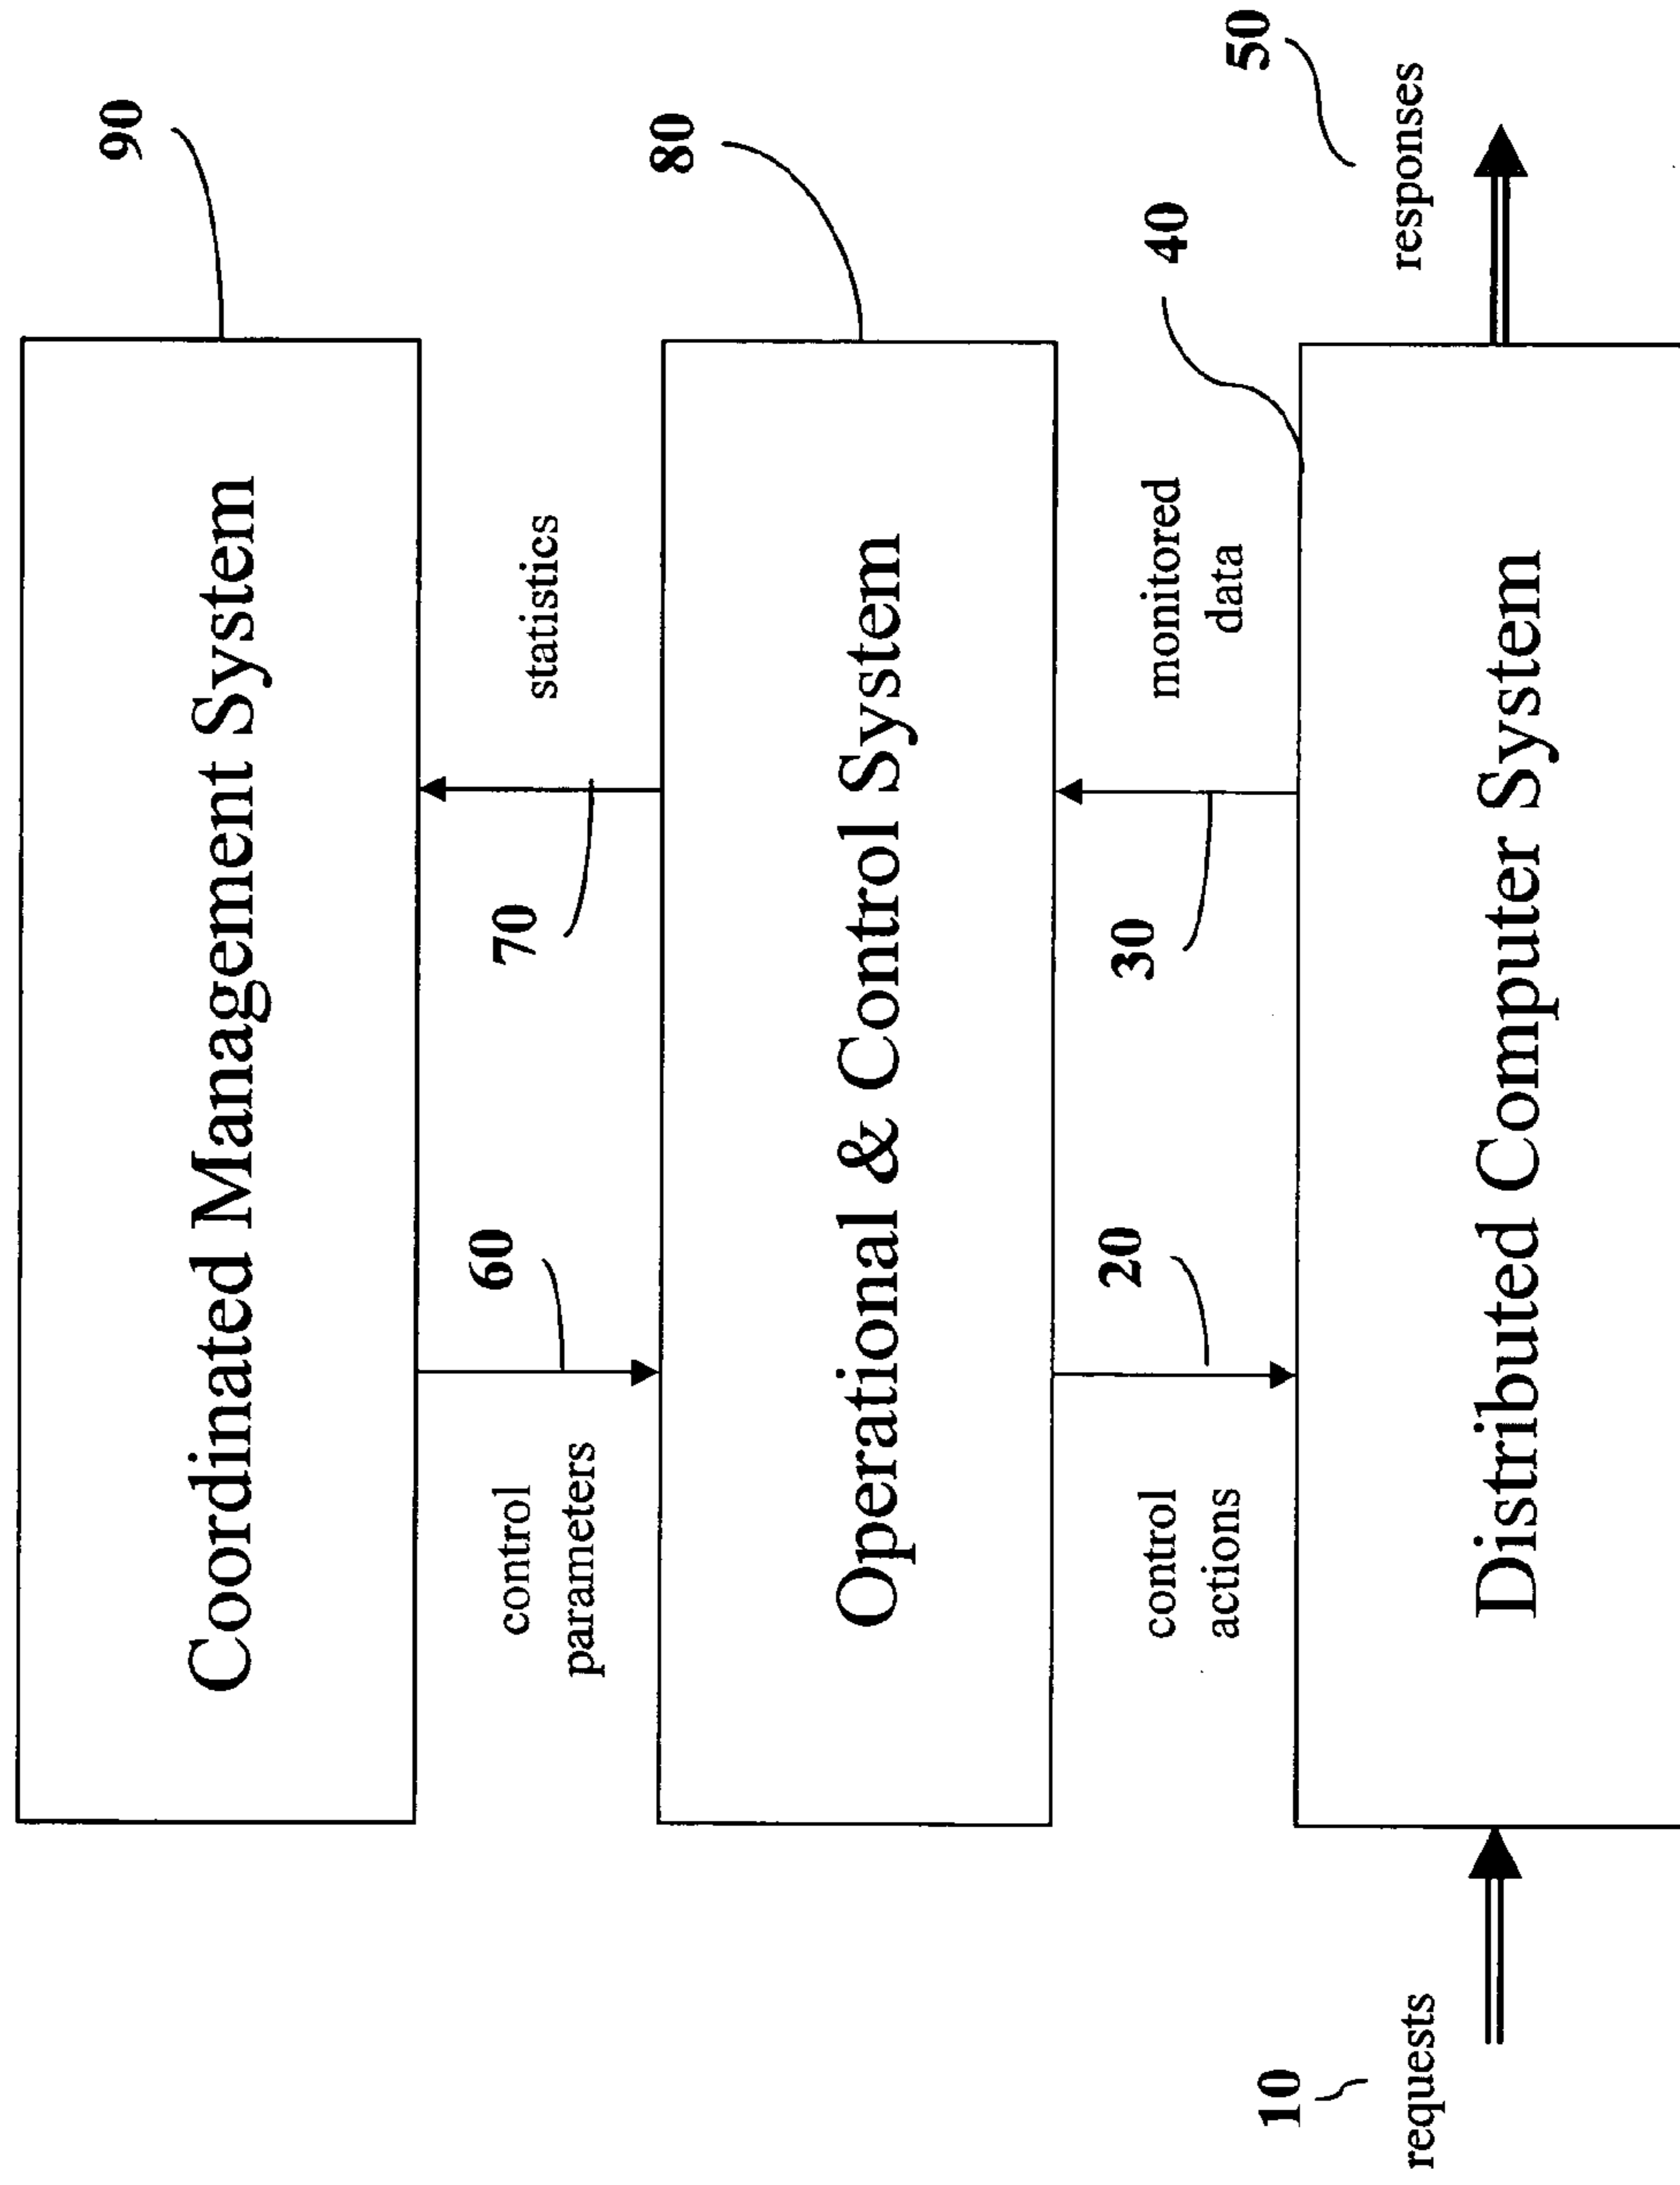 90
Coordinated Management System
60
70
control
parameters
statistics
80
Operational & Control System
20
30
40
control
actions
monitored
data
10
50
requests
responses
Distributed Computer System